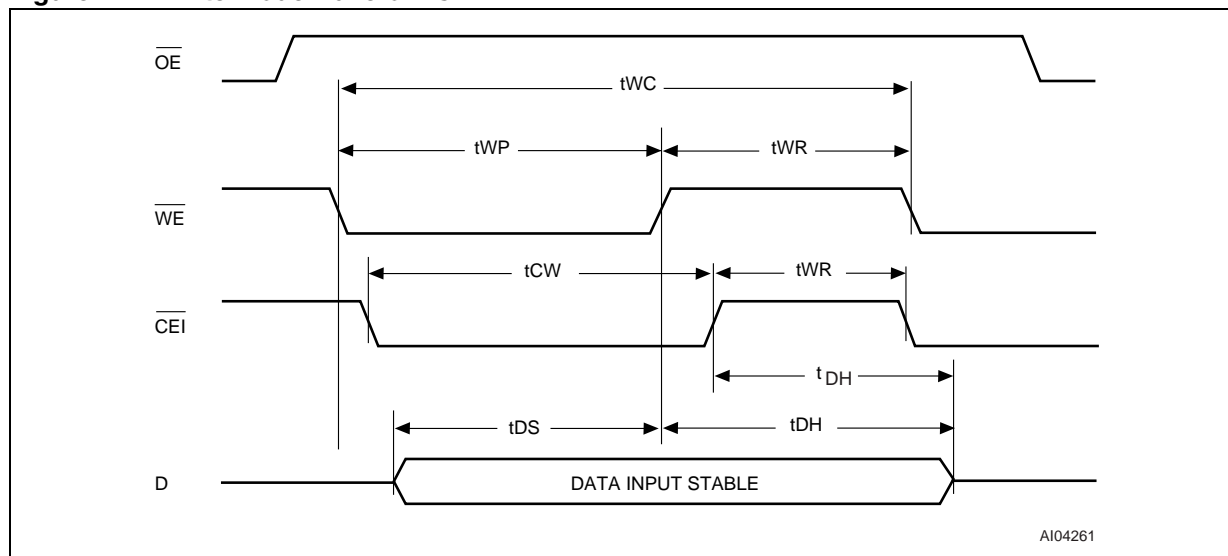 OE
tWC
tWP
tWR
WE
tCW
tWR
CEI
tDH
tDS
tDH
D
DATA INPUT STABLE
AI04261